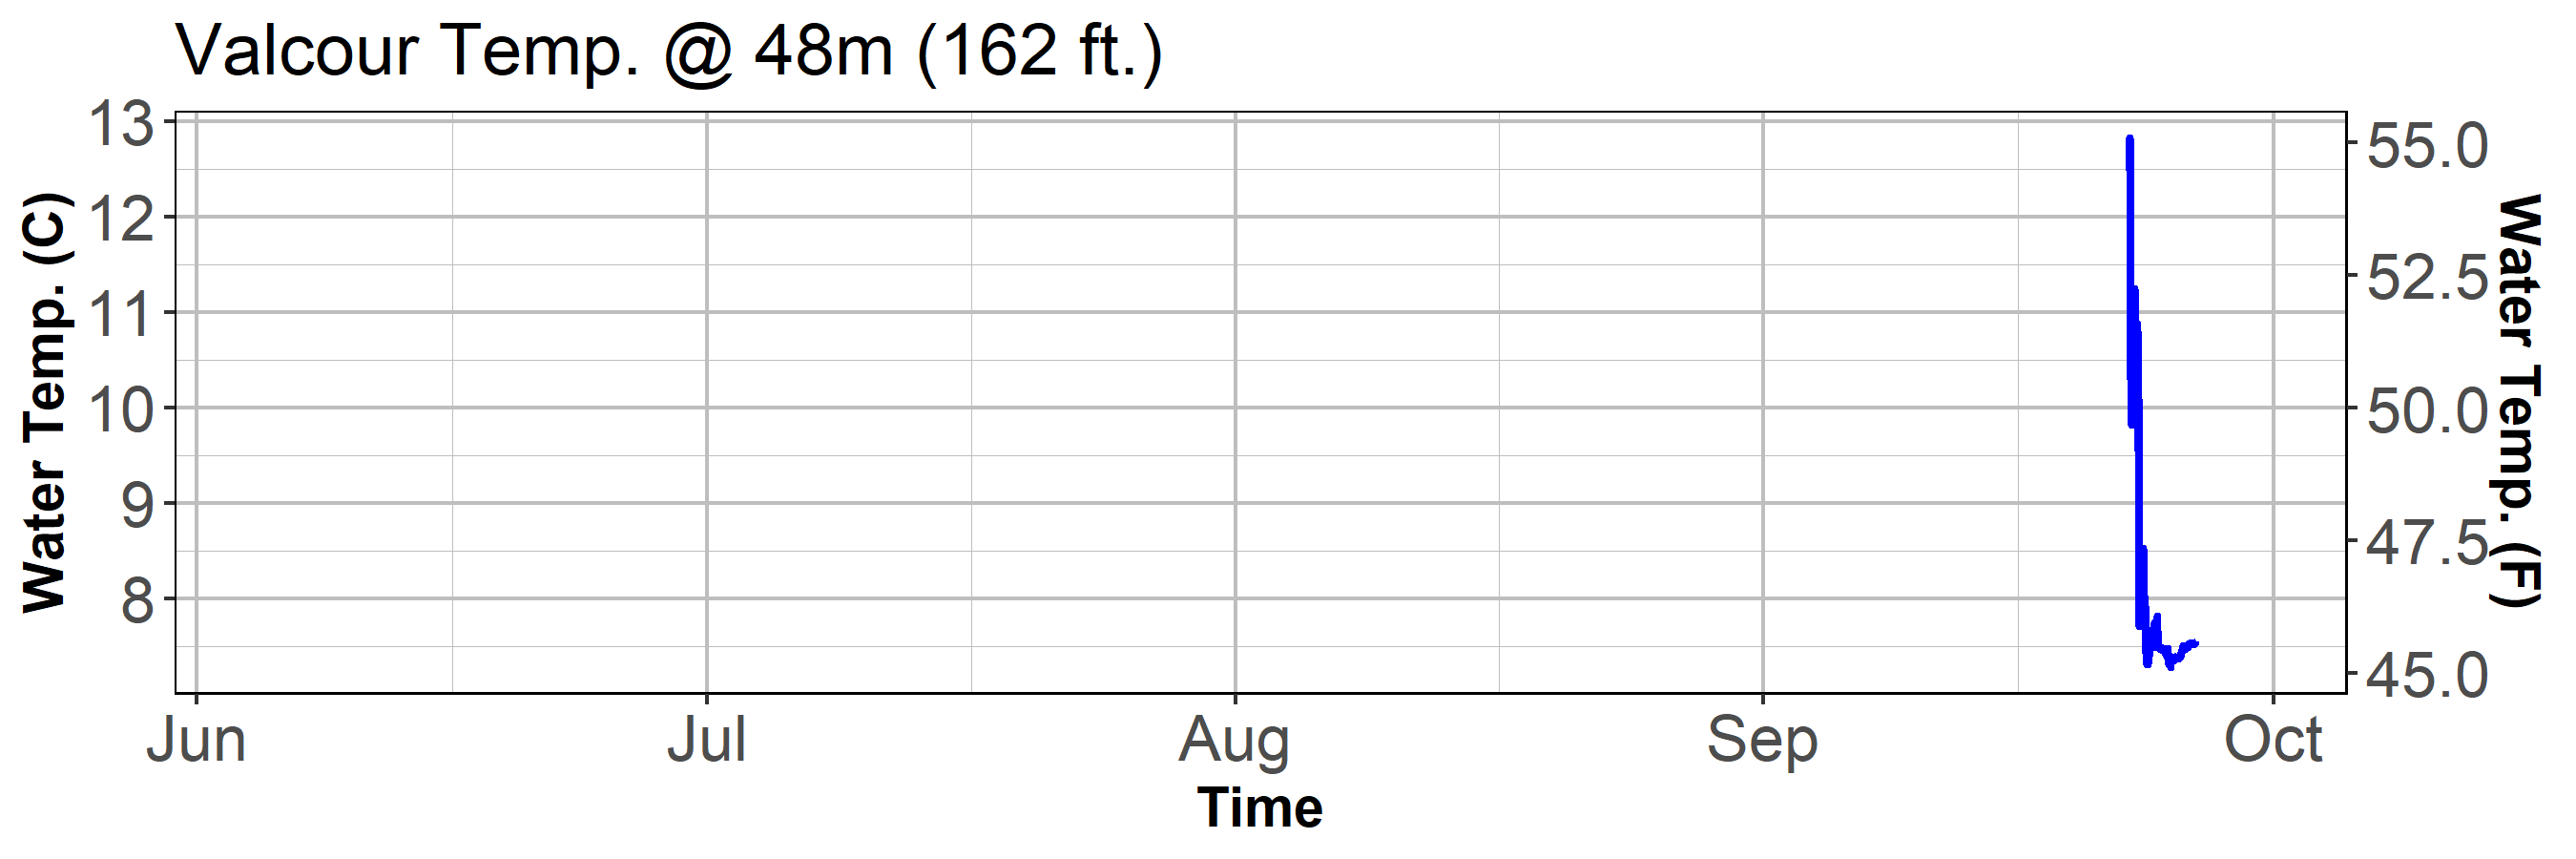 Valcour Temp. @ 48m (162 ft.)
Water Temp. (C)
13
12
11
10
9
8
55.0
52.5
50.0
47.5
45.0
Water Temp. (F)
Jun Jul Aug Sep Oct
Time